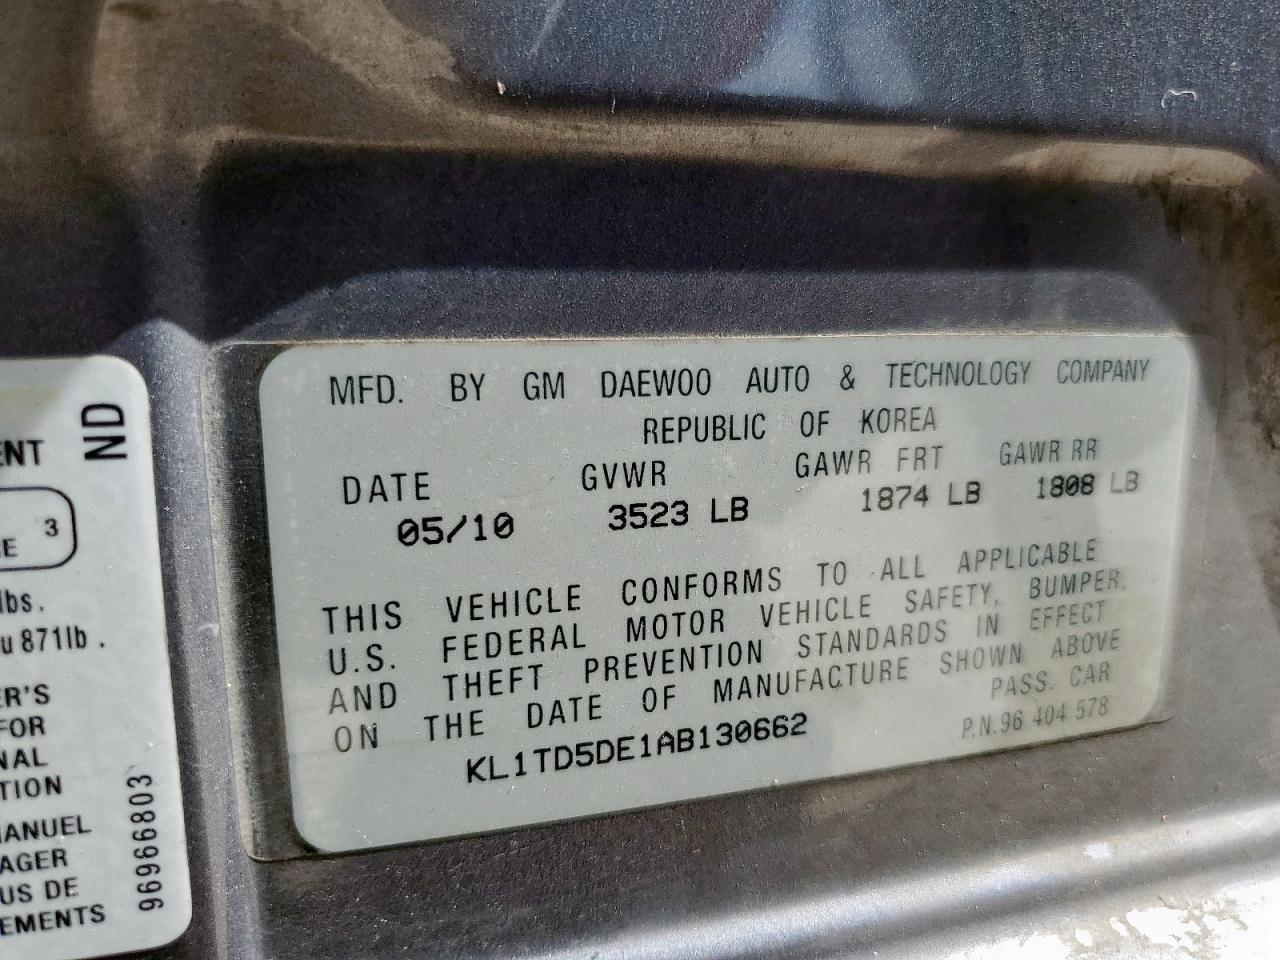 MFD. BY GM DAEWOO AUTO & TECHNOLOGY COMPANY
REPUBLIC OF KOREA
DATE GVWR GAWR FRT GAWR RR
05/10 3523 LB 1874 LB 1808 LB
THIS VEHICLE CONFORMS TO ALL APPLICABLE
U.S. FEDERAL MOTOR VEHICLE SAFETY, BUMPER,
AND THEFT PREVENTION STANDARDS IN EFFECT
ON THE DATE OF MANUFACTURE SHOWN ABOVE
PASS. CAR
KL1TD5DE1AB130662
P.N.96 404 578
ND
ENT
3
E
lbs.
u 871lb .
ER'S
FOR
NAL
TION
ANUEL
AGER
US DE
EMENTS
96966803